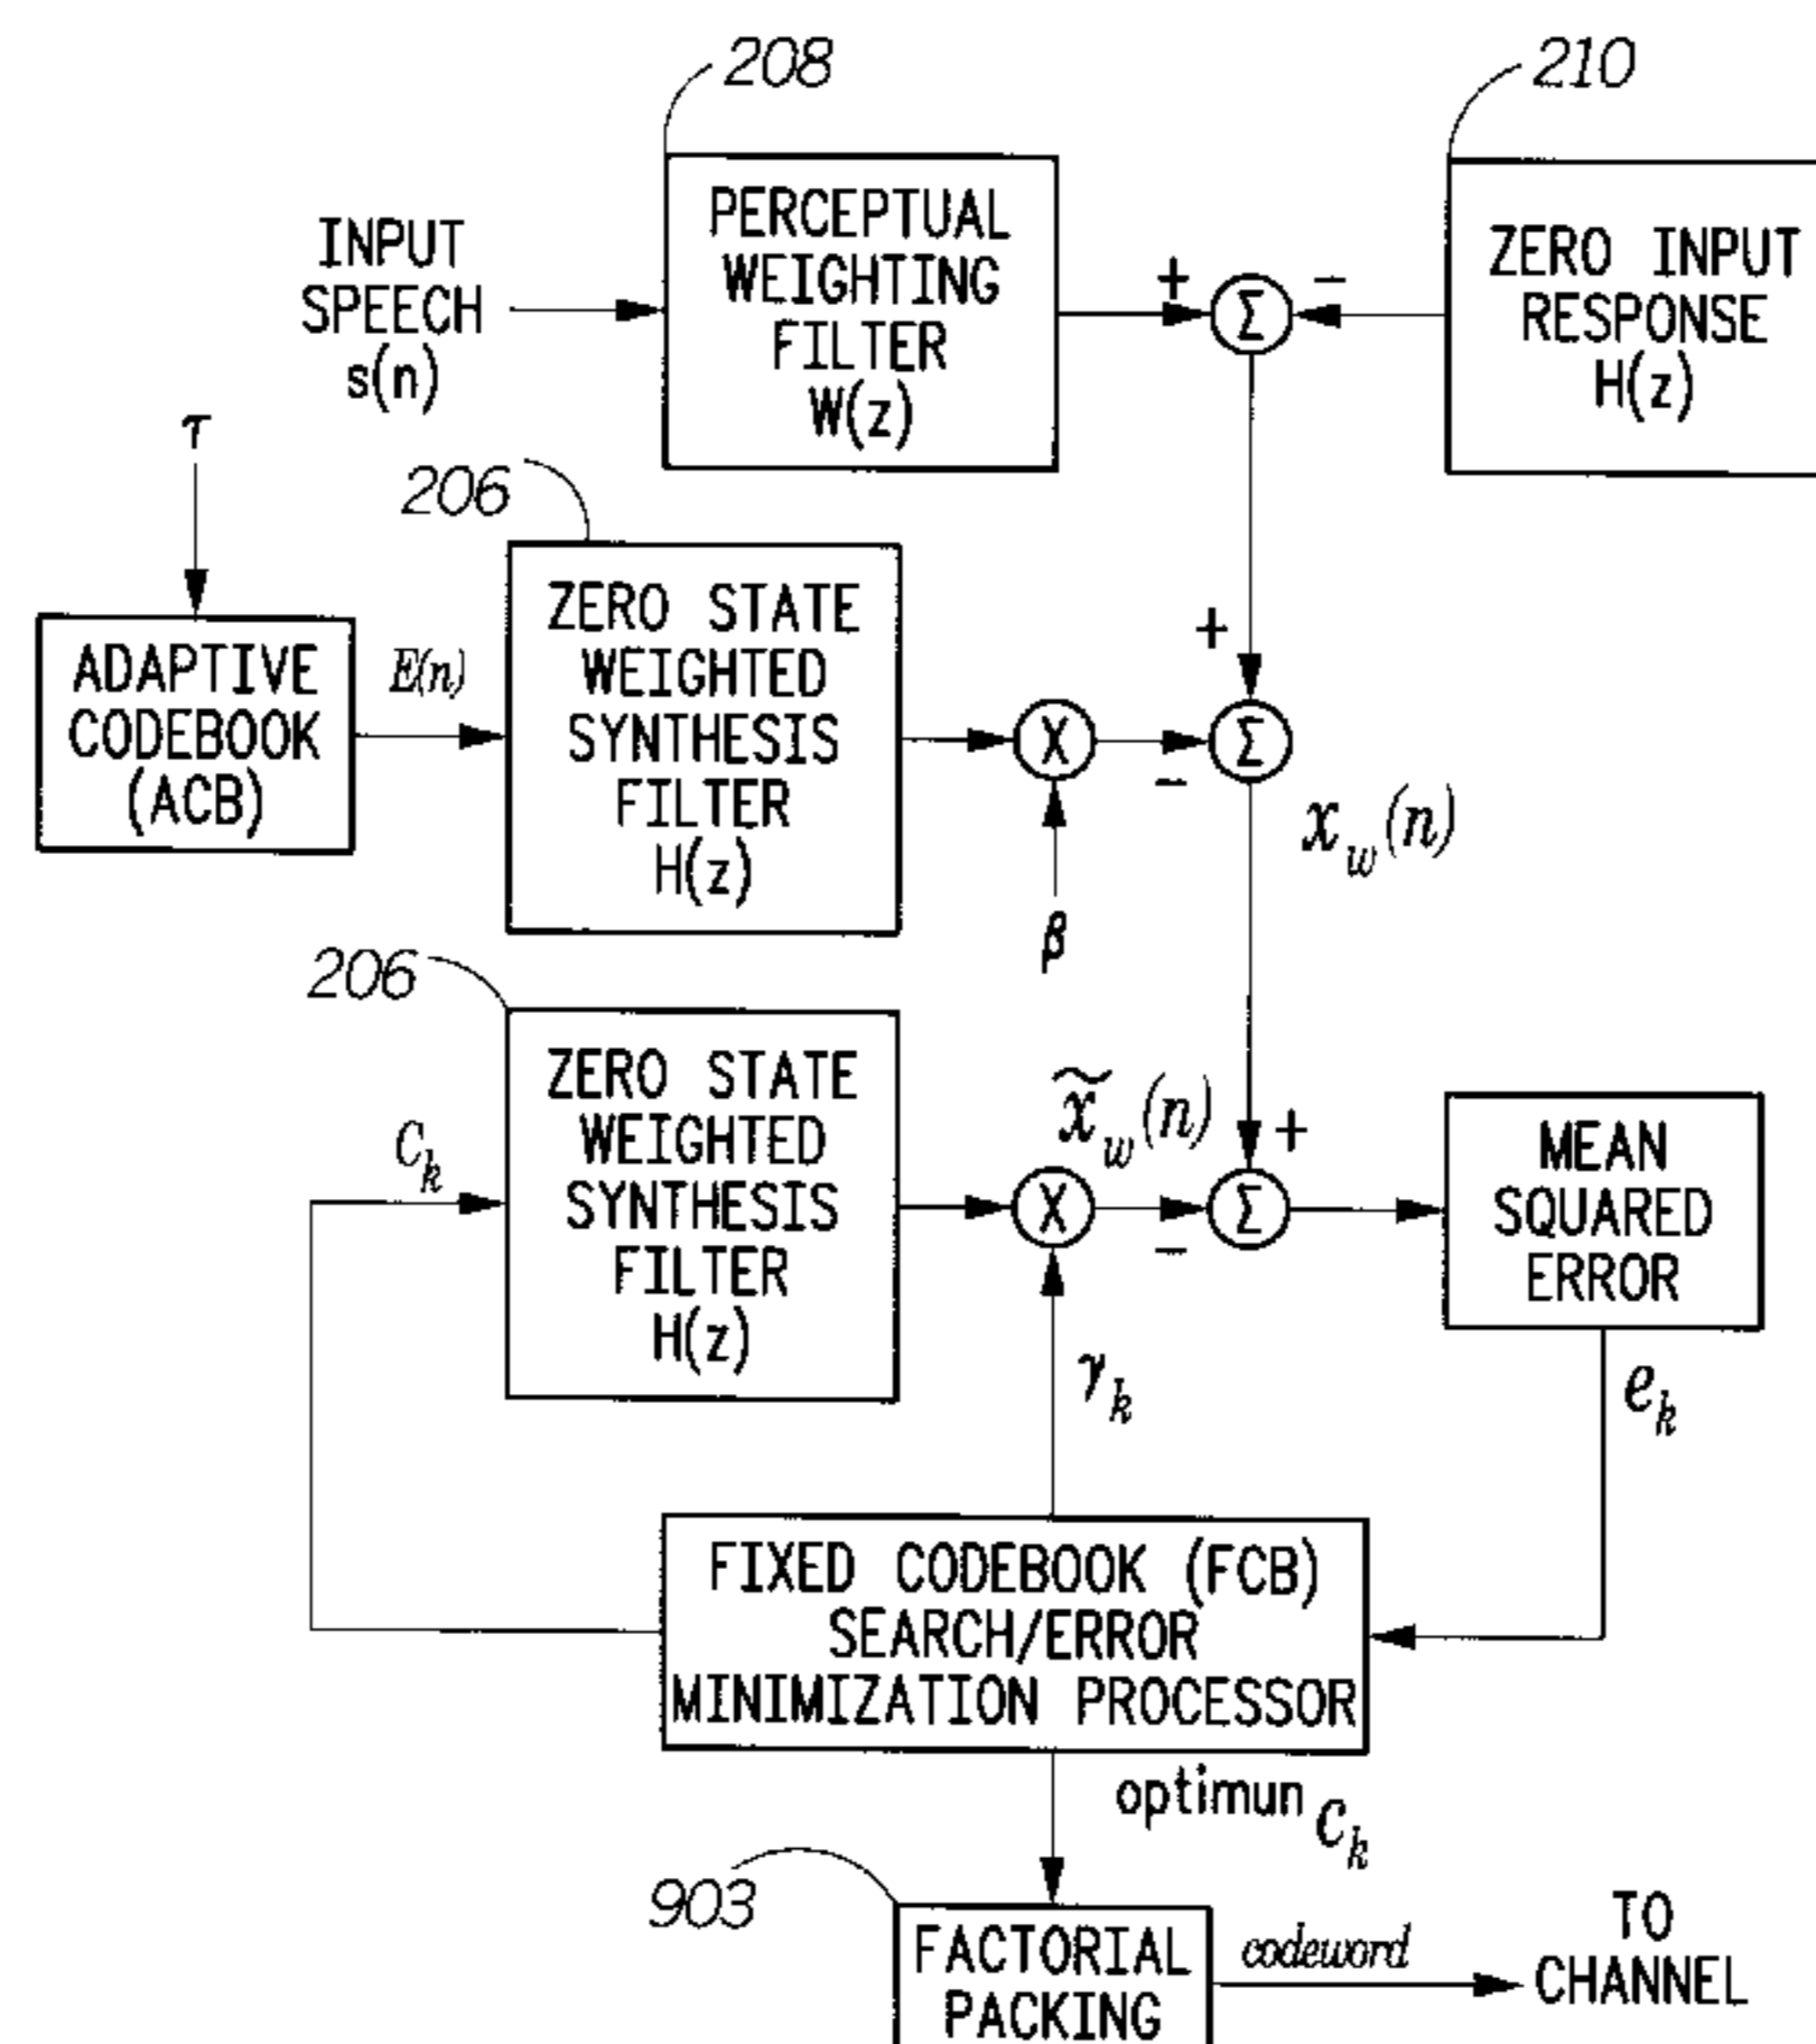 208
210
PERCEPTUAL
WEIGHTING
FILTER
W(z)
INPUT
SPEECH
s(n)
+
Σ
-
ZERO INPUT
RESPONSE
H(z)
τ
206
ADAPTIVE
CODEBOOK
(ACB)
E(n)
ZERO STATE
WEIGHTED
SYNTHESIS
FILTER
H(z)
X
-
+
Σ
x_w(n)
β
206
ZERO STATE
WEIGHTED
SYNTHESIS
FILTER
H(z)
C_k
x̃_w(n)
X
-
Σ
+
MEAN
SQUARED
ERROR
γ_k
e_k
FIXED CODEBOOK (FCB)
SEARCH/ERROR
MINIMIZATION PROCESSOR
optimun c_k
903
FACTORIAL
PACKING
codeword
TO
CHANNEL